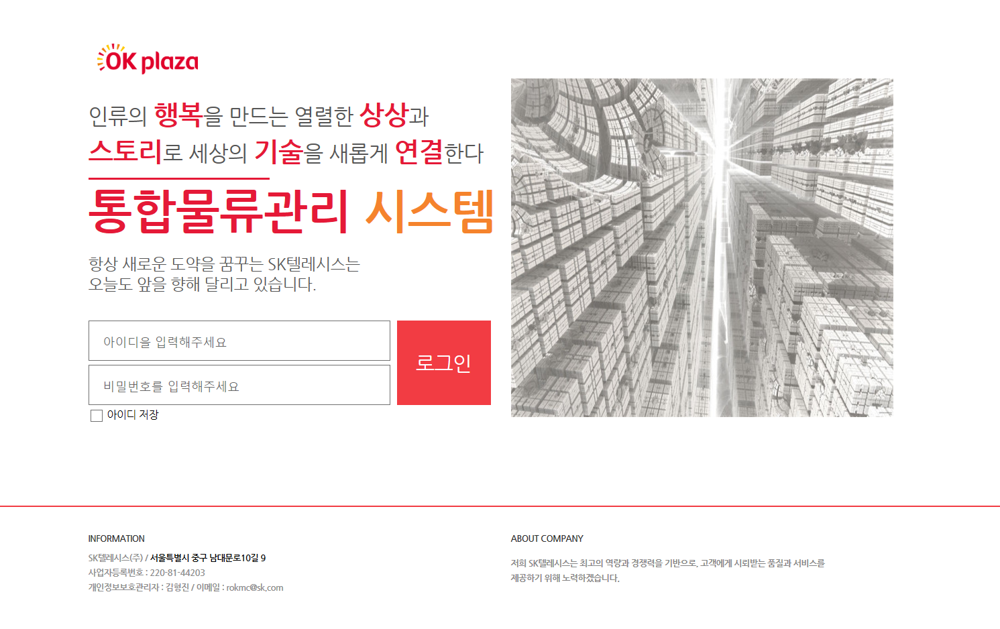 OK plaza
인류의 행복을 만드는 열렬한 상상과
스토리로 세상의 기술을 새롭게 연결한다
통합물류관리 시스템
항상 새로운 도약을 꿈꾸는 SK텔레시스는
오늘도 앞을 향해 달리고 있습니다.
아이디을 입력해주세요
비밀번호를 입력해주세요
로그인
아이디 저장
INFORMATION
SK텔레시스(주) / 서울특별시 중구 남대문로10길 9
사업자등록번호 : 220-81-44203
개인정보보호관리자 : 김형진 / 이메일 : rokmc@sk.com
ABOUT COMPANY
저희 SK텔레시스는 최고의 역량과 경쟁력을 기반으로, 고객에게 시뢰받는 품질과 서비스를
제공하기 위해 노력하겠습니다.